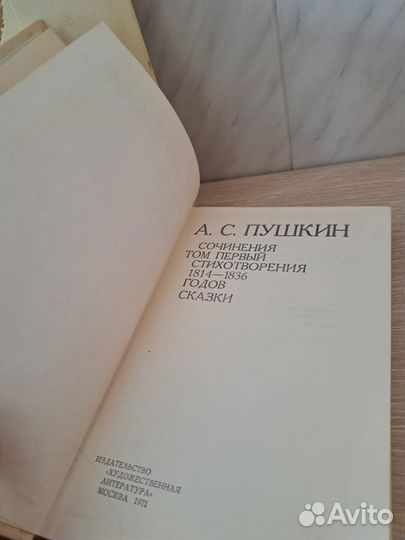 А. С. ПУШКИН
СОЧИНЕНИЯ
ТОМ ПЕРВЫЙ
СТИХОТВОРЕНИЯ
1814—1836
ГОДОВ
СКАЗКИ
ИЗДАТЕЛЬСТВО
«ХУДОЖЕСТВЕННАЯ
ЛИТЕРАТУРА»
МОСКВА 1971
Avito